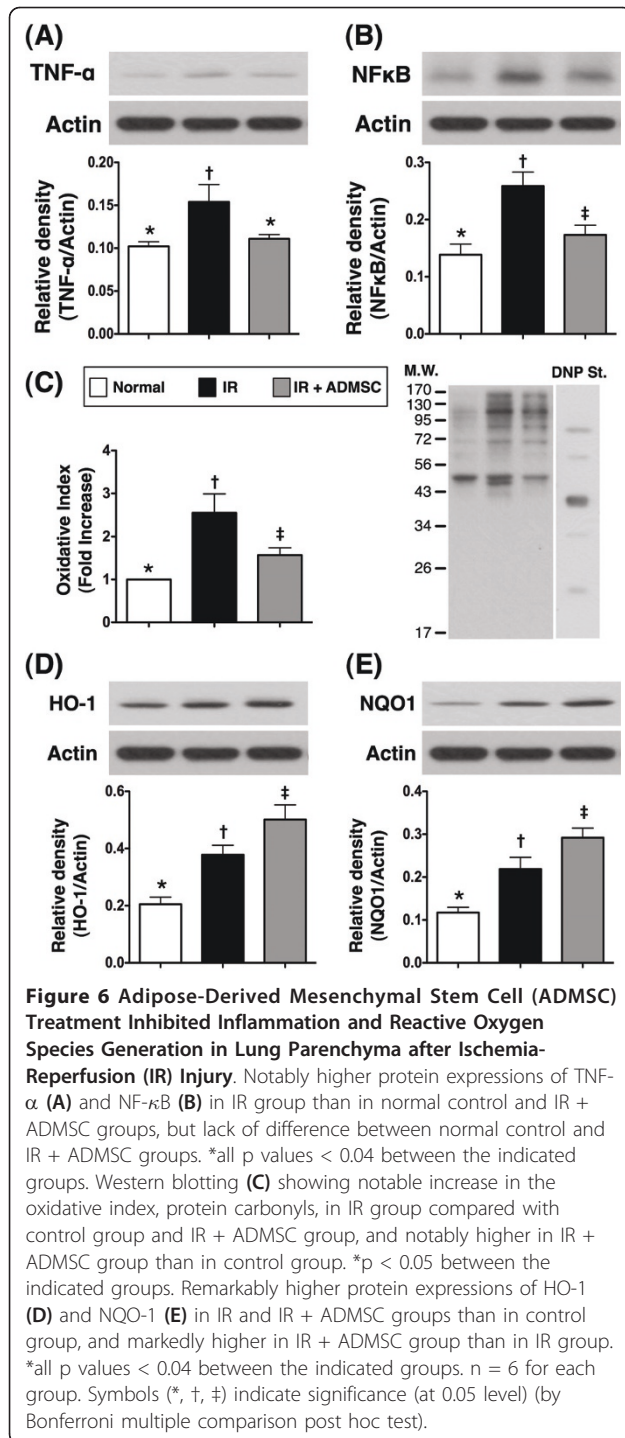 (A)
TNF-α
Actin
0.20
0.15
0.10
0.05
0.00
Relative density
(TNF-α/Actin)
*
†
*
(B)
NFκB
Actin
0.3
0.2
0.1
0.0
Relative density
(NFκB/Actin)
*
†
‡
(C)
Normal
IR
IR + ADMSC
4
3
2
1
0
Oxidative Index
(Fold Increase)
*
†
‡
M.W.
DNP St.
170
130
95
72
56
43
34
26
17
(D)
HO-1
Actin
0.6
0.4
0.2
0.0
Relative density
(HO-1/Actin)
*
†
‡
(E)
NQO1
Actin
0.4
0.3
0.2
0.1
0.0
Relative density
(NQO1/Actin)
*
†
‡
Figure 6 Adipose-Derived Mesenchymal Stem Cell (ADMSC)
Treatment Inhibited Inflammation and Reactive Oxygen
Species Generation in Lung Parenchyma after Ischemia-
Reperfusion (IR) Injury. Notably higher protein expressions of TNF-
α (A) and NF-κB (B) in IR group than in normal control and IR +
ADMSC groups, but lack of difference between normal control and
IR + ADMSC groups. *all p values < 0.04 between the indicated
groups. Western blotting (C) showing notable increase in the
oxidative index, protein carbonyls, in IR group compared with
control group and IR + ADMSC group, and notably higher in IR +
ADMSC group than in control group. *p < 0.05 between the
indicated groups. Remarkably higher protein expressions of HO-1
(D) and NQO-1 (E) in IR and IR + ADMSC groups than in control
group, and markedly higher in IR + ADMSC group than in IR group.
*all p values < 0.04 between the indicated groups. n = 6 for each
group. Symbols (*, †, ‡) indicate significance (at 0.05 level) (by
Bonferroni multiple comparison post hoc test).